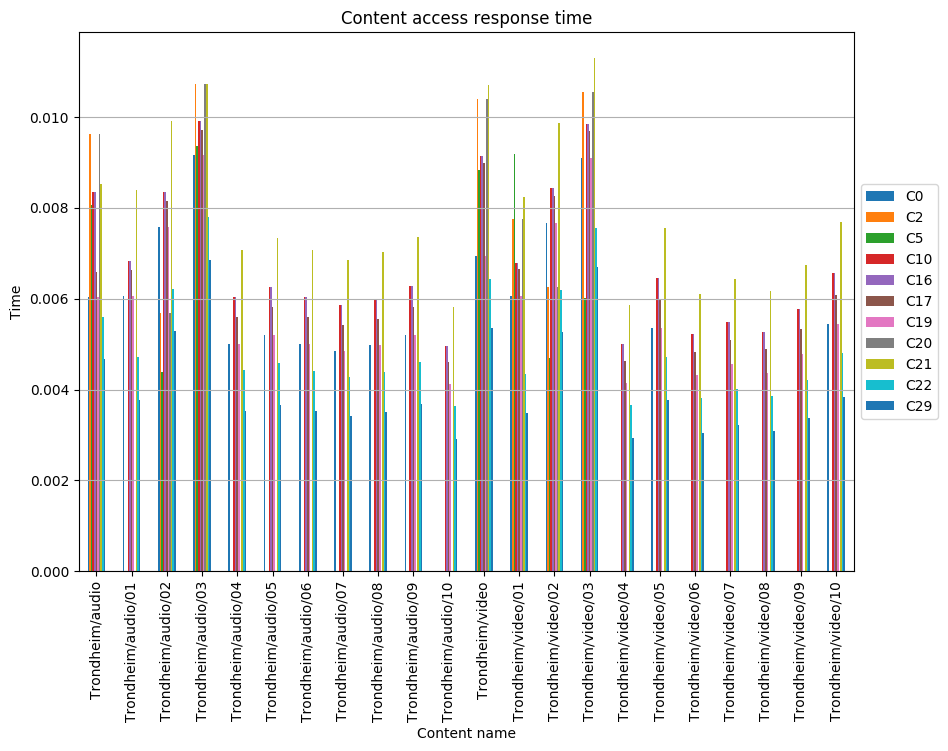 Content access response time
Time
0.010
0.008
0.006
0.004
0.002
0.000
C0
C2
C5
C10
C16
C17
C19
C20
C21
C22
C29
Trondheim/audio
Trondheim/audio/01
Trondheim/audio/02
Trondheim/audio/03
Trondheim/audio/04
Trondheim/audio/05
Trondheim/audio/06
Trondheim/audio/07
Trondheim/audio/08
Trondheim/audio/09
Trondheim/audio/10
Trondheim/video
Trondheim/video/01
Trondheim/video/02
Trondheim/video/03
Trondheim/video/04
Trondheim/video/05
Trondheim/video/06
Trondheim/video/07
Trondheim/video/08
Trondheim/video/09
Trondheim/video/10
Content name